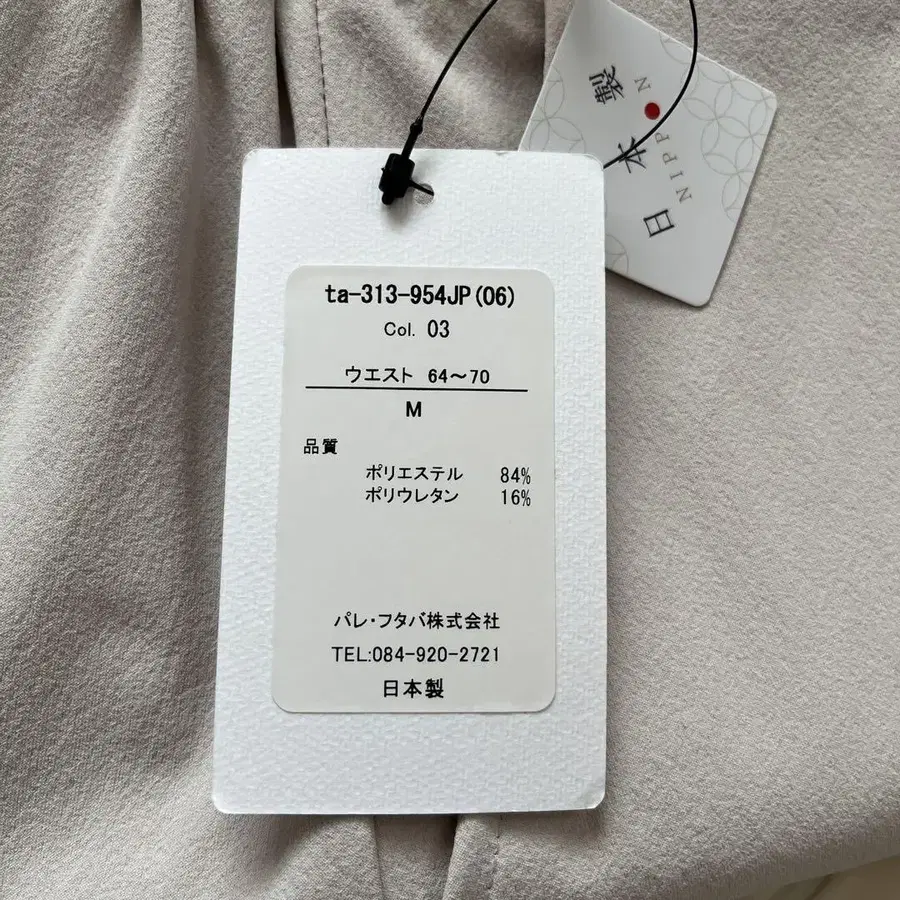 日本製
NIPPON
ta-313-954JP(06)
Col. 03
ウエスト 64～70
M
品質
ポリエステル 84%
ポリウレタン 16%
パレ・フタバ株式会社
TEL:084-920-2721
日本製